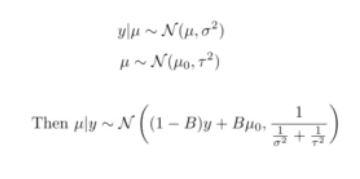 y|μ ~ 𝒩(μ, σ²)
μ ~ 𝒩(μ₀, τ²)
Then μ|y ~ 𝒩 ( (1 − B)y + Bμ₀, 1 / (1/σ² + 1/τ²) )